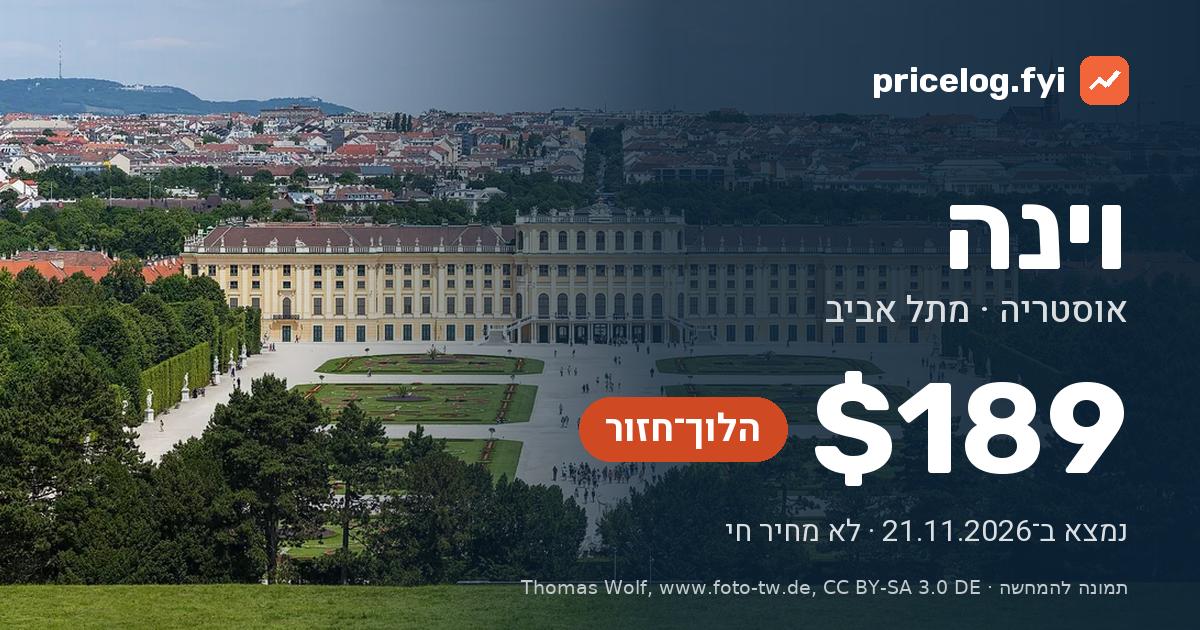 pricelog.fyi
וינה
אוסטריה · מתל אביב
$189
הלוך־חזור
נמצא ב־21.11.2026 · לא מחיר חי
תמונה להמחשה · Thomas Wolf, www.foto-tw.de, CC BY-SA 3.0 DE